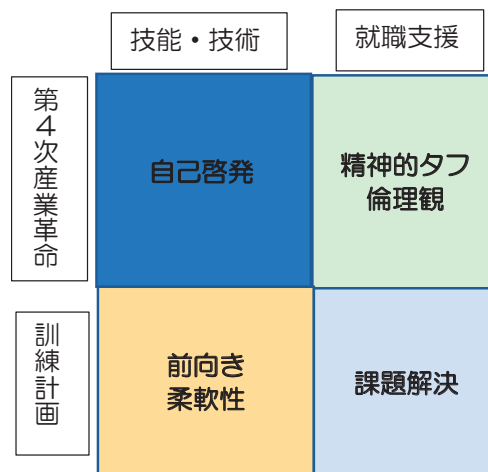 技能・技術
就職支援
第4次産業革命
自己啓発
精神的タフ
倫理観
訓練計画
前向き
柔軟性
課題解決